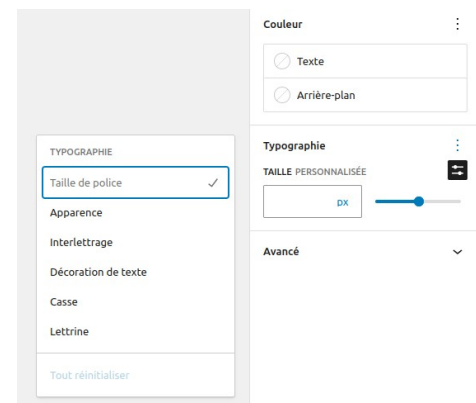 TYPOGRAPHIE
Taille de police
Apparence
Interlettrage
Décoration de texte
Casse
Lettrine
Tout réinitialiser
Couleur
Texte
Arrière-plan
Typographie
TAILLE PERSONNALISÉE
px
Avancé